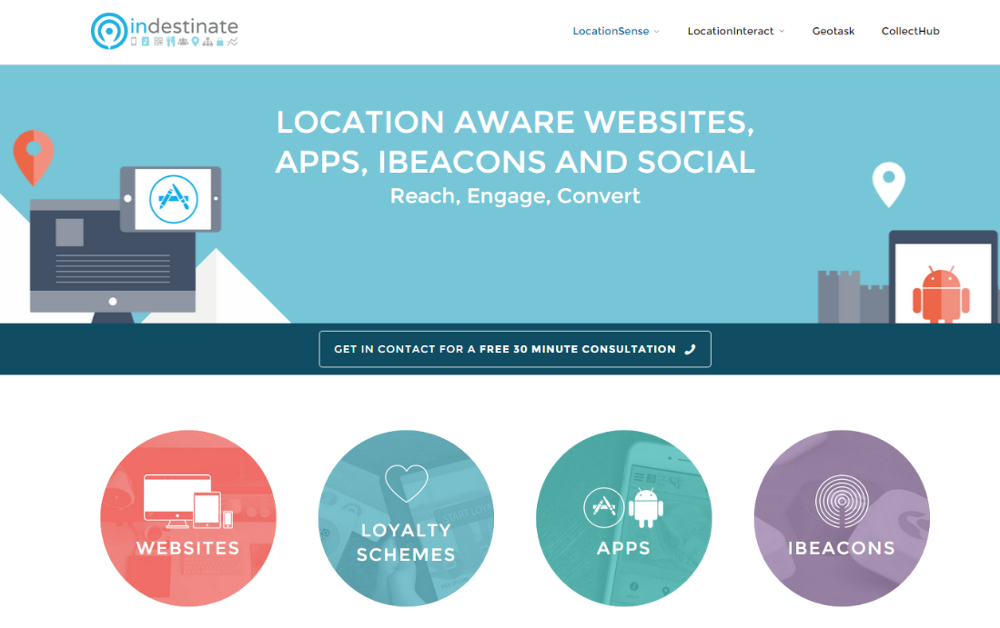 indestinate
LocationSense
LocationInteract
Geotask
CollectHub
LOCATION AWARE WEBSITES,
APPS, IBEACONS AND SOCIAL
Reach, Engage, Convert
GET IN CONTACT FOR A FREE 30 MINUTE CONSULTATION
WEBSITES
LOYALTY
SCHEMES
APPS
IBEACONS